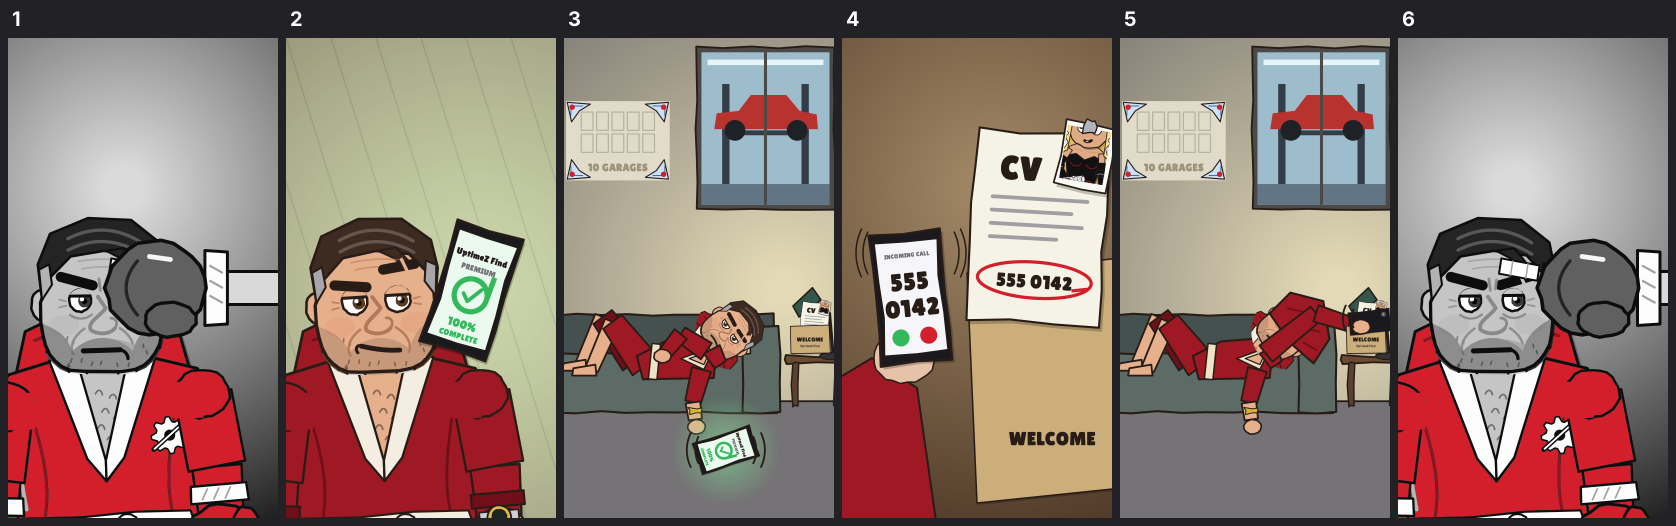 1
2
3
4
5
6
UptimeZ Find
PREMIUM
100%
COMPLETE
10 GARAGES
CV
WELCOME
INCOMING CALL
555
0142
CV
555 0142
WELCOME
10 GARAGES
WELCOME